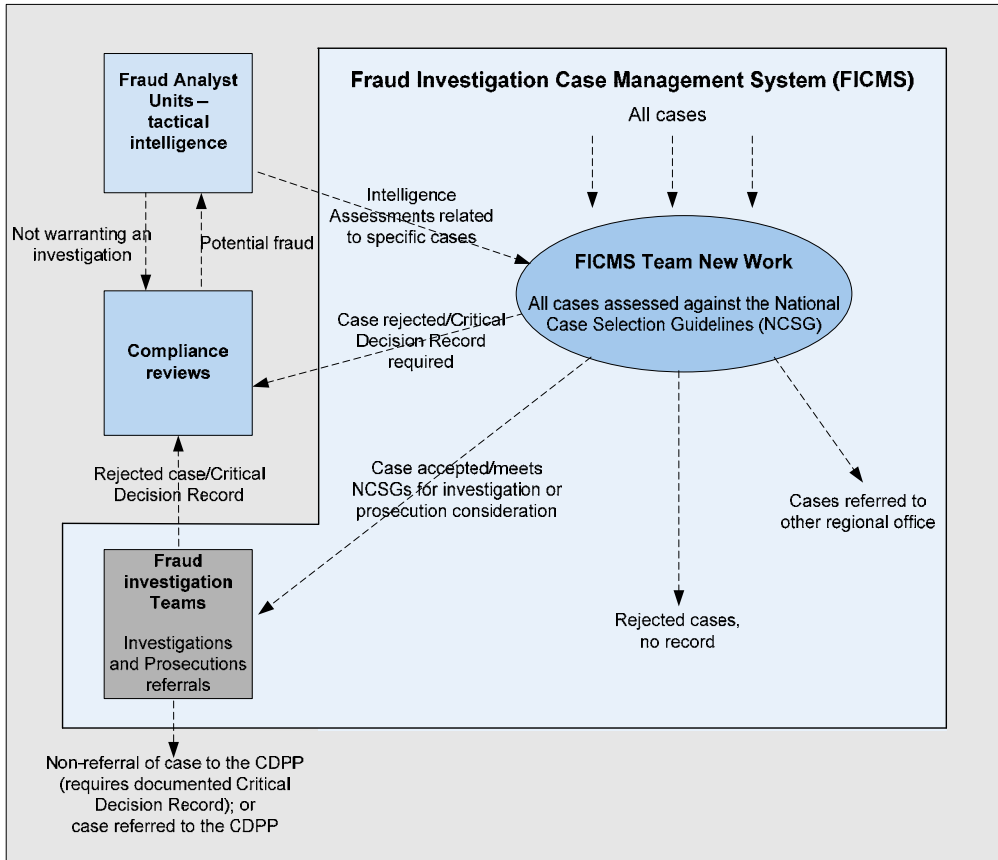 Fraud Investigation Case Management System (FICMS)
All cases
Fraud Analyst
Units –
tactical
intelligence
Intelligence
Assessments related
to specific cases
Not warranting an
investigation
Potential fraud
FICMS Team New Work
All cases assessed against the National
Case Selection Guidelines (NCSG)
Case rejected/Critical
Decision Record
required
Compliance
reviews
Rejected case/Critical
Decision Record
Case accepted/meets
NCSGs for investigation or
prosecution consideration
Cases referred to
other regional office
Fraud
investigation
Teams
Investigations
and Prosecutions
referrals
Rejected cases,
no record
Non-referral of case to the CDPP
(requires documented Critical
Decision Record); or
case referred to the CDPP